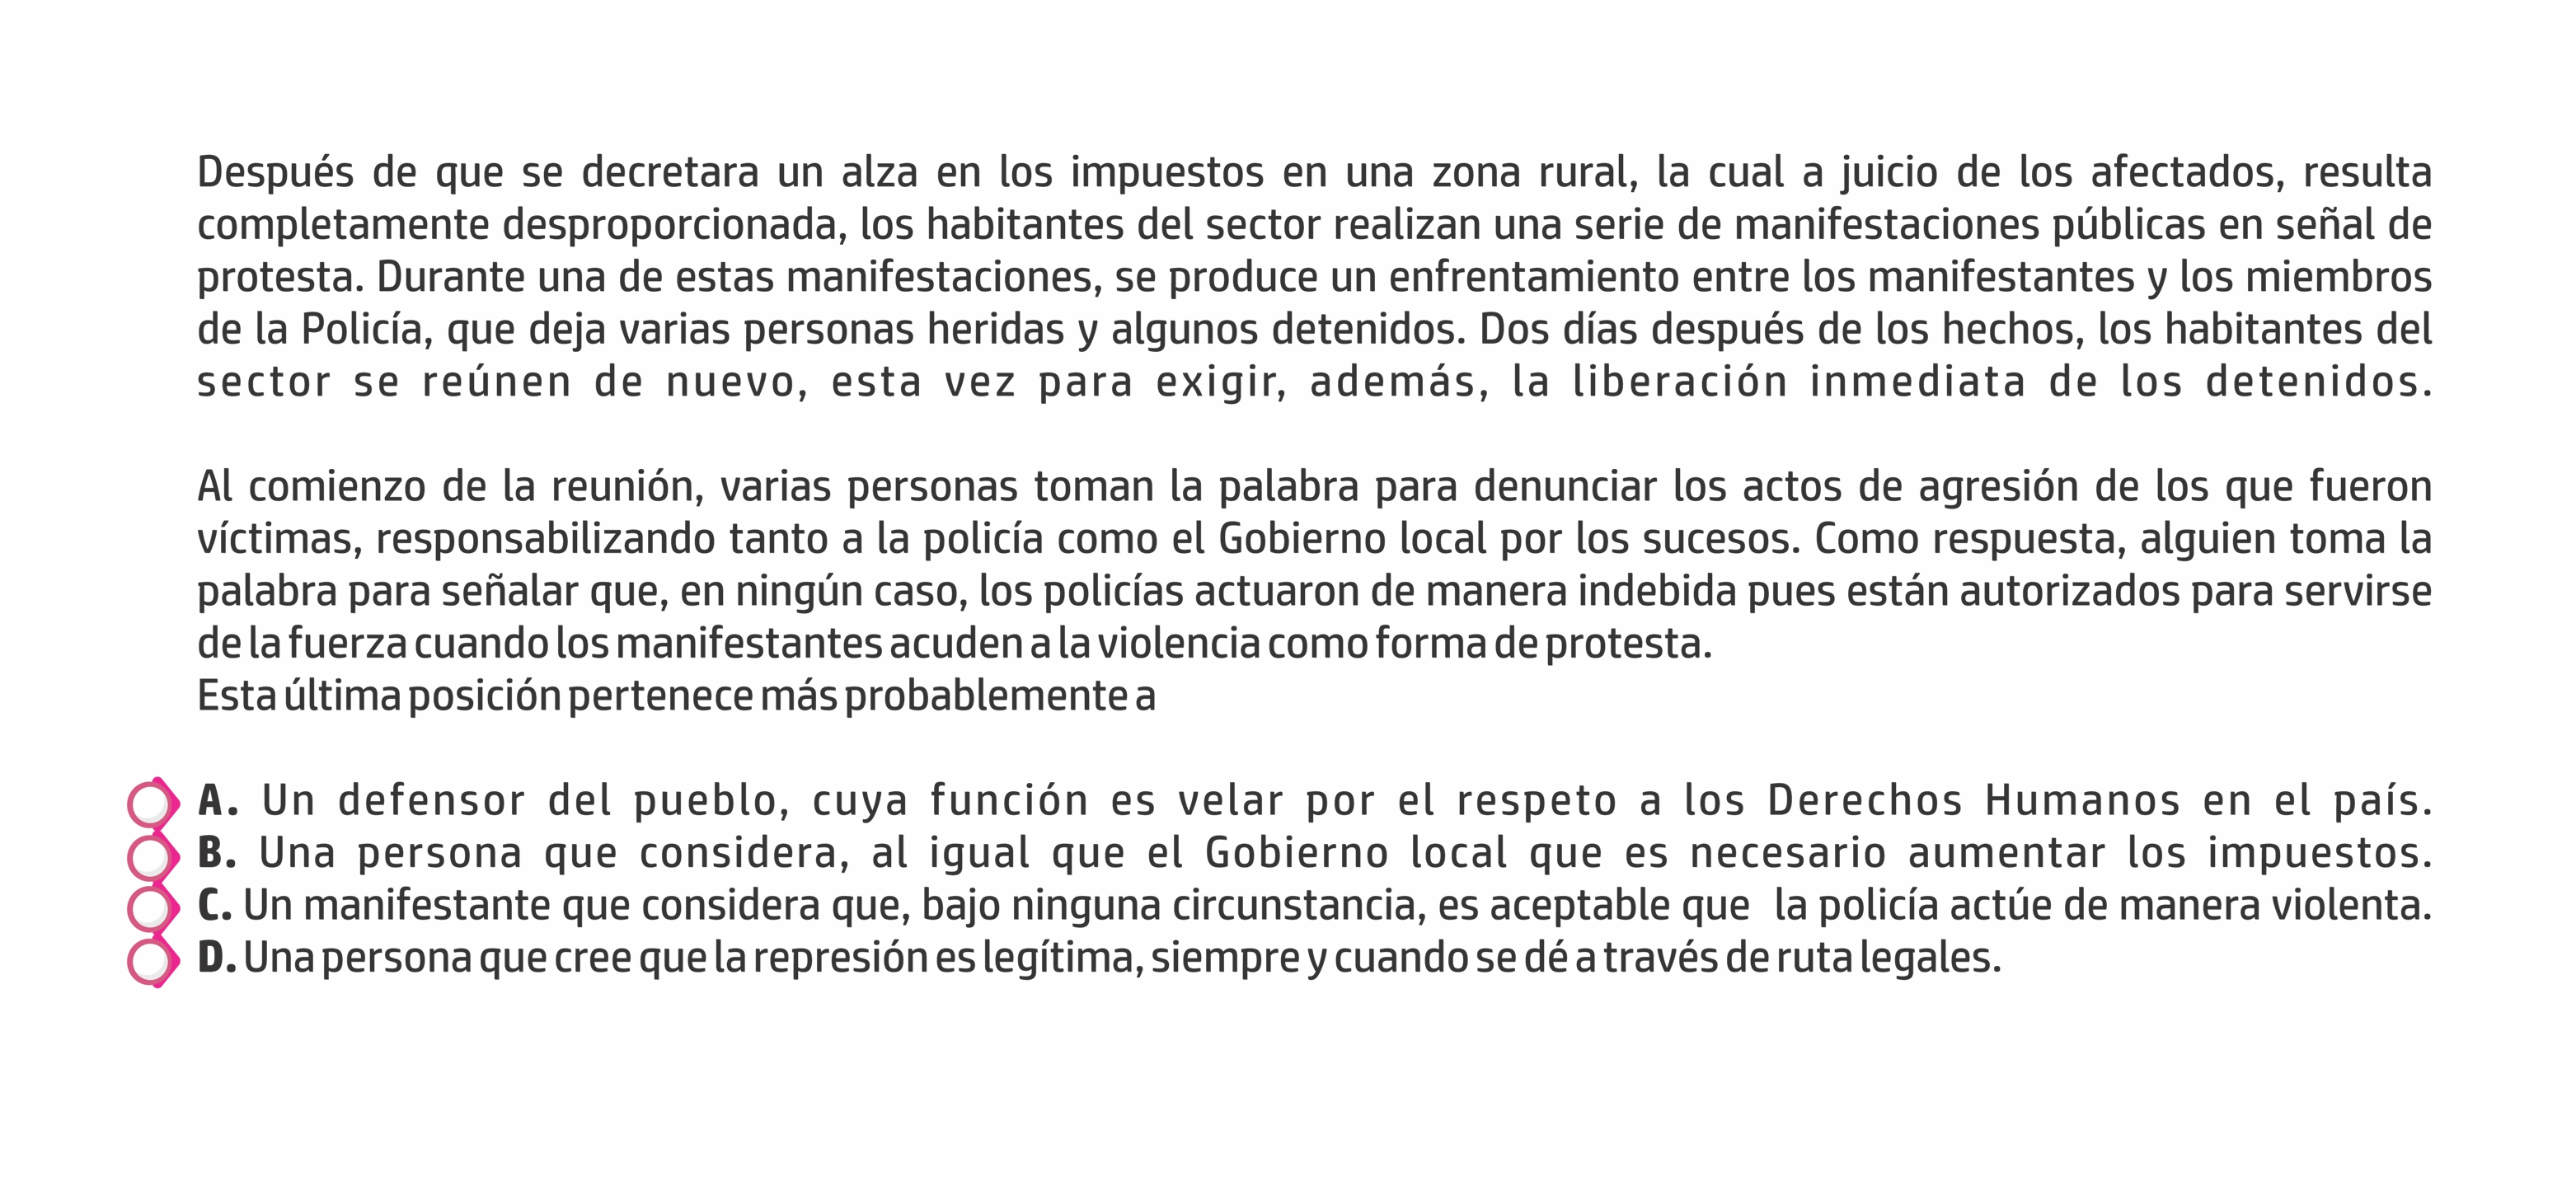 Después de que se decretara un alza en los impuestos en una zona rural, la cual a juicio de los afectados, resulta
completamente desproporcionada, los habitantes del sector realizan una serie de manifestaciones públicas en señal de
protesta. Durante una de estas manifestaciones, se produce un enfrentamiento entre los manifestantes y los miembros
de la Policía, que deja varias personas heridas y algunos detenidos. Dos días después de los hechos, los habitantes del
sector se reúnen de nuevo, esta vez para exigir, además, la liberación inmediata de los detenidos.
Al comienzo de la reunión, varias personas toman la palabra para denunciar los actos de agresión de los que fueron
víctimas, responsabilizando tanto a la policía como el Gobierno local por los sucesos. Como respuesta, alguien toma la
palabra para señalar que, en ningún caso, los policías actuaron de manera indebida pues están autorizados para servirse
de la fuerza cuando los manifestantes acuden a la violencia como forma de protesta.
Esta última posición pertenece más probablemente a
A. Un defensor del pueblo, cuya función es velar por el respeto a los Derechos Humanos en el país.
B. Una persona que considera, al igual que el Gobierno local que es necesario aumentar los impuestos.
C. Un manifestante que considera que, bajo ninguna circunstancia, es aceptable que la policía actúe de manera violenta.
D. Una persona que cree que la represión es legítima, siempre y cuando se dé a través de ruta legales.